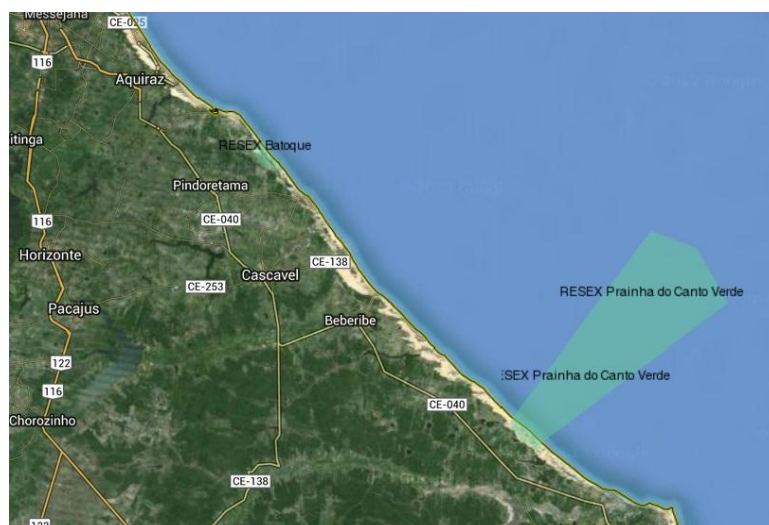 Messejana
CE-025
116
Aquiraz
itinga
RESEX Batoque
Pindoretama
116
CE-040
Horizonte
CE-138
Cascavel
CE-253
RESEX Prainha do Canto Verde
Pacajus
Beberibe
122
ESEX Prainha do Canto Verde
116
CE-040
Chorozinho
CE-138
122